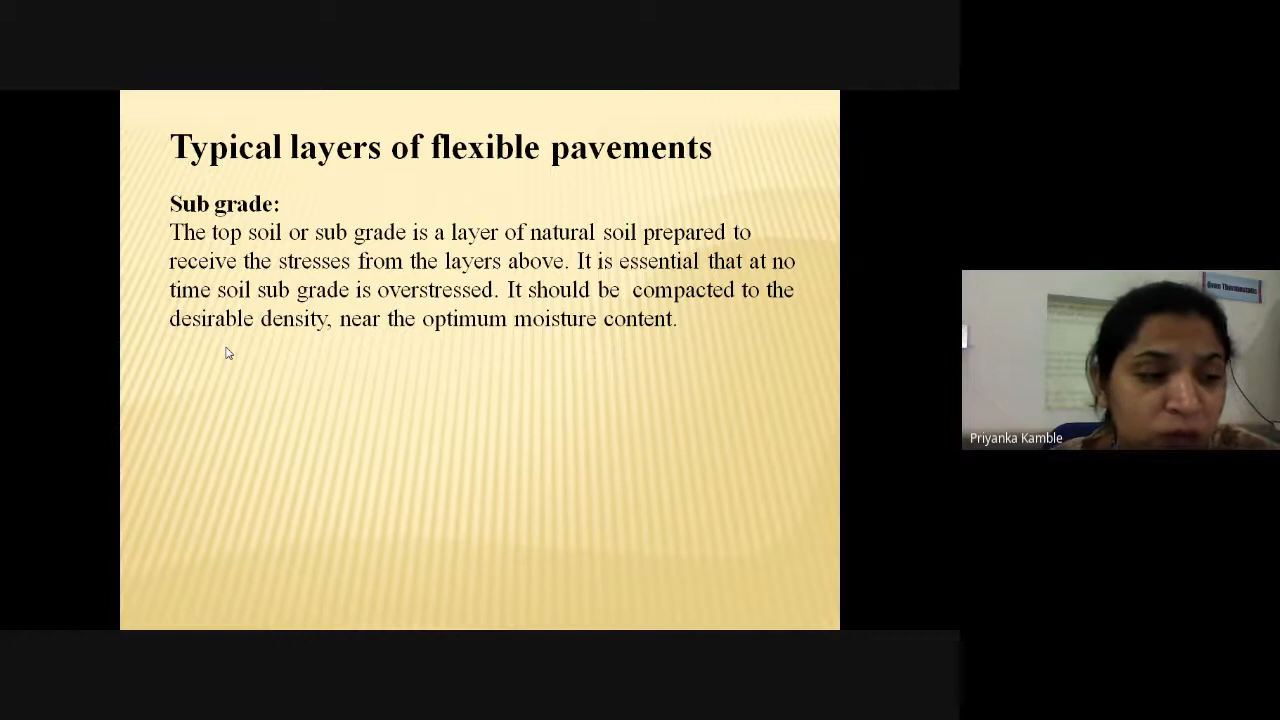 Typical layers of flexible pavements
Sub grade:
The top soil or sub grade is a layer of natural soil prepared to
receive the stresses from the layers above. It is essential that at no
time soil sub grade is overstressed. It should be  compacted to the
desirable density, near the optimum moisture content.
Oven Thermostatic
Priyanka Kamble